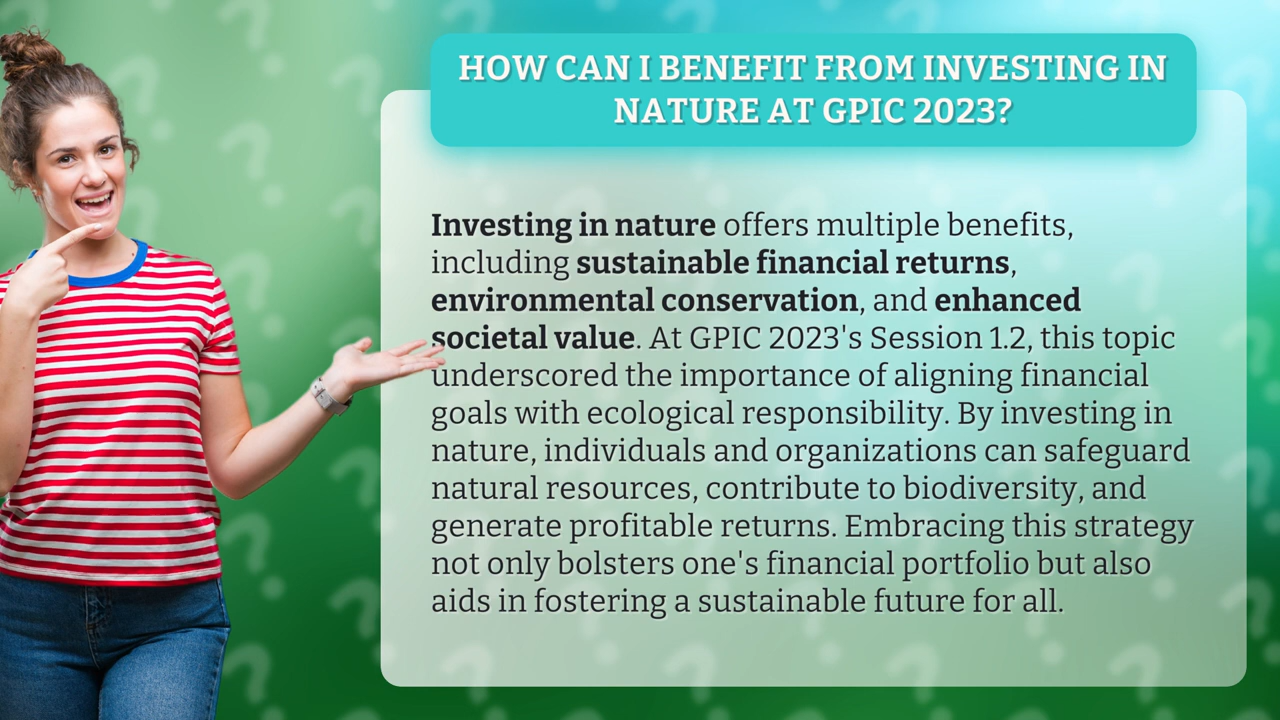 HOW CAN I BENEFIT FROM INVESTING IN
NATURE AT GPIC 2023?
Investing in nature offers multiple benefits,
including sustainable financial returns,
environmental conservation, and enhanced
societal value. At GPIC 2023's Session 1.2, this topic
underscored the importance of aligning financial
goals with ecological responsibility. By investing in
nature, individuals and organizations can safeguard
natural resources, contribute to biodiversity, and
generate profitable returns. Embracing this strategy
not only bolsters one's financial portfolio but also
aids in fostering a sustainable future for all.